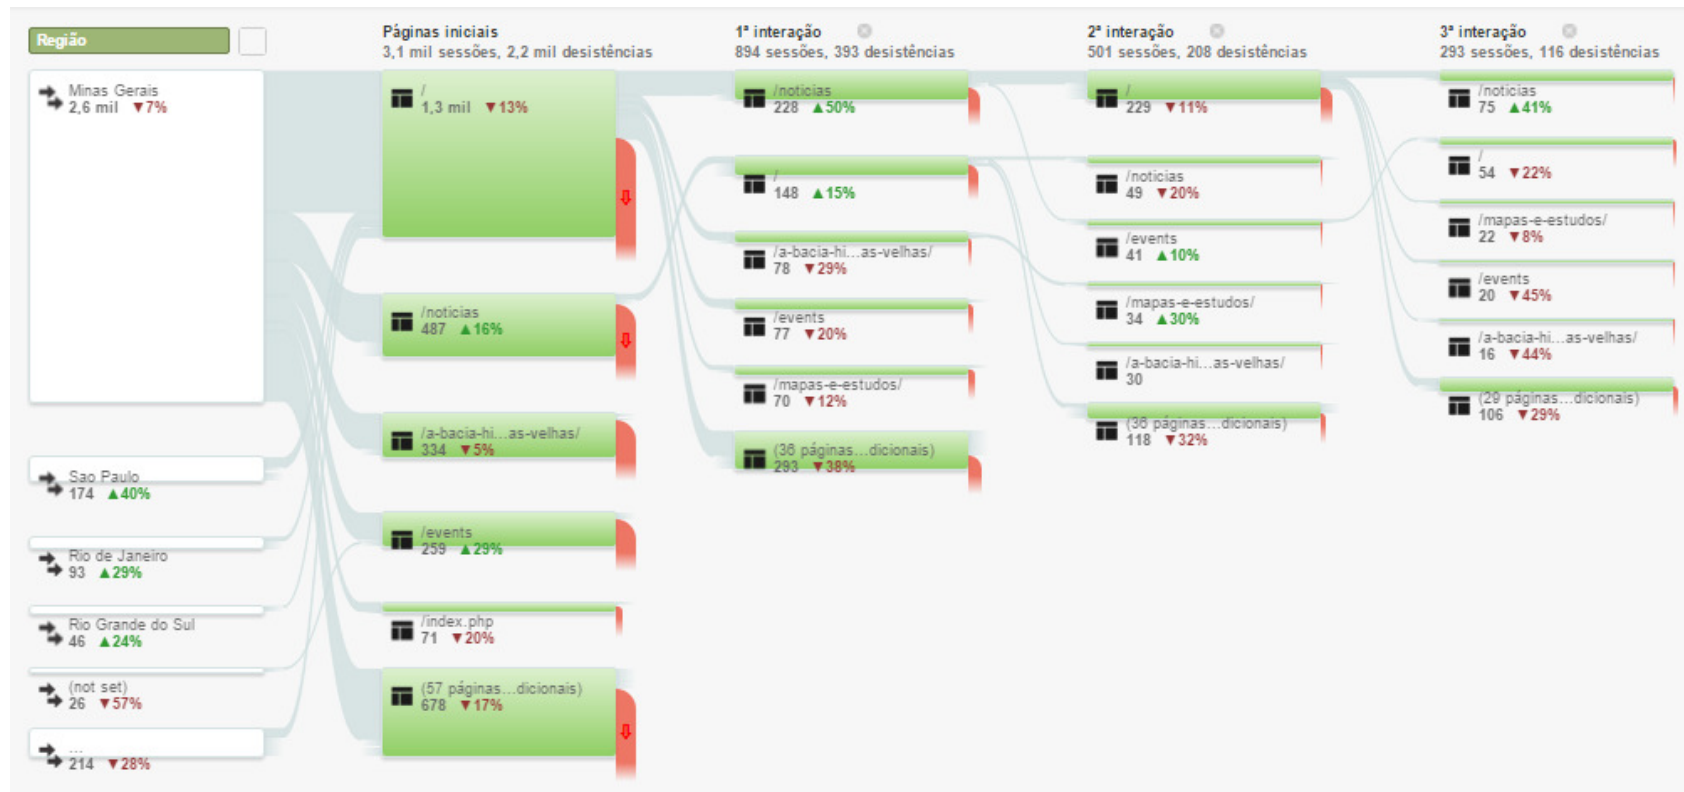 Região
Minas Gerais
2,6 mil ▼7%
Sao Paulo
174 ▲40%
Rio de Janeiro
93 ▲29%
Rio Grande do Sul
46 ▲24%
(not set)
26 ▼57%
...
214 ▼28%
Páginas iniciais
3,1 mil sessões, 2,2 mil desistências
/
1,3 mil ▼13%
/noticias
487 ▲16%
/a-bacia-hi...as-velhas/
334 ▼5%
/events
259 ▲29%
/index.php
71 ▼20%
(57 páginas...dicionais)
678 ▼17%
1ª interação
894 sessões, 393 desistências
/noticias
228 ▲50%
/
148 ▲15%
/a-bacia-hi...as-velhas/
78 ▼29%
/events
77 ▼20%
/mapas-e-estudos/
70 ▼12%
(36 páginas...dicionais)
293 ▼38%
2ª interação
501 sessões, 208 desistências
/
229 ▼11%
/noticias
49 ▼20%
/events
41 ▲10%
/mapas-e-estudos/
34 ▲30%
/a-bacia-hi...as-velhas/
30
(36 páginas...dicionais)
118 ▼32%
3ª interação
293 sessões, 116 desistências
/noticias
75 ▲41%
/
54 ▼22%
/mapas-e-estudos/
22 ▼8%
/events
20 ▼45%
/a-bacia-hi...as-velhas/
16 ▼44%
(29 páginas...dicionais)
106 ▼29%